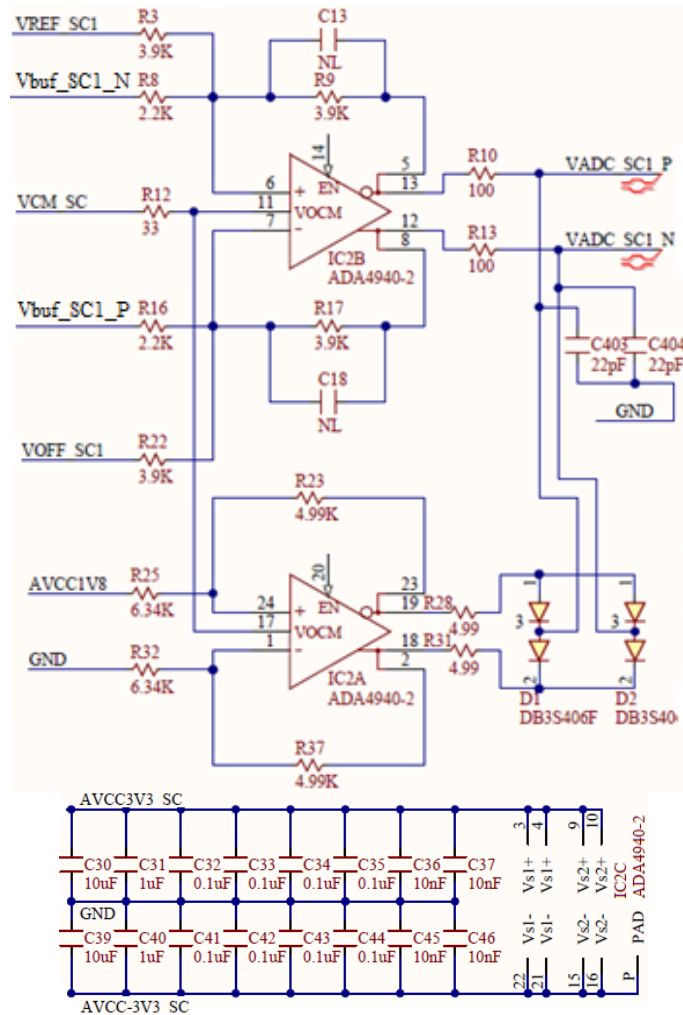 VREF_SC1
R3
3.9K
C13
NL
Vbuf_SC1_N
R8
2.2K
R9
3.9K
14
EN
5
13
R10
100
VADC_SC1_P
VCM_SC
R12
33
6
+
11
VOCM
7
-
12
8
R13
100
VADC_SC1_N
IC2B
ADA4940-2
Vbuf_SC1_P
R16
2.2K
R17
3.9K
C18
NL
C403
22pF
C404
22pF
GND
VOFF_SC1
R22
3.9K
R23
4.99K
20
EN
AVCC1V8
R25
6.34K
24
+
17
VOCM
1
-
23
19
R28
4.99
18
R31
4.99
2
GND
R32
6.34K
IC2A
ADA4940-2
R37
4.99K
1
3
2
D1
DB3S406F
1
3
2
D2
DB3S40
AVCC3V3_SC
C30
10uF
C31
1uF
C32
0.1uF
C33
0.1uF
C34
0.1uF
C35
0.1uF
C36
10nF
C37
10nF
GND
C39
10uF
C40
1uF
C41
0.1uF
C42
0.1uF
C43
0.1uF
C44
0.1uF
C45
10nF
C46
10nF
AVCC-3V3_SC
3
4
9
10
Vs1+
Vs1+
Vs2+
Vs2+
IC2C
ADA4940-2
Vs1-
Vs1-
Vs2-
Vs2-
PAD
22
21
15
16
P